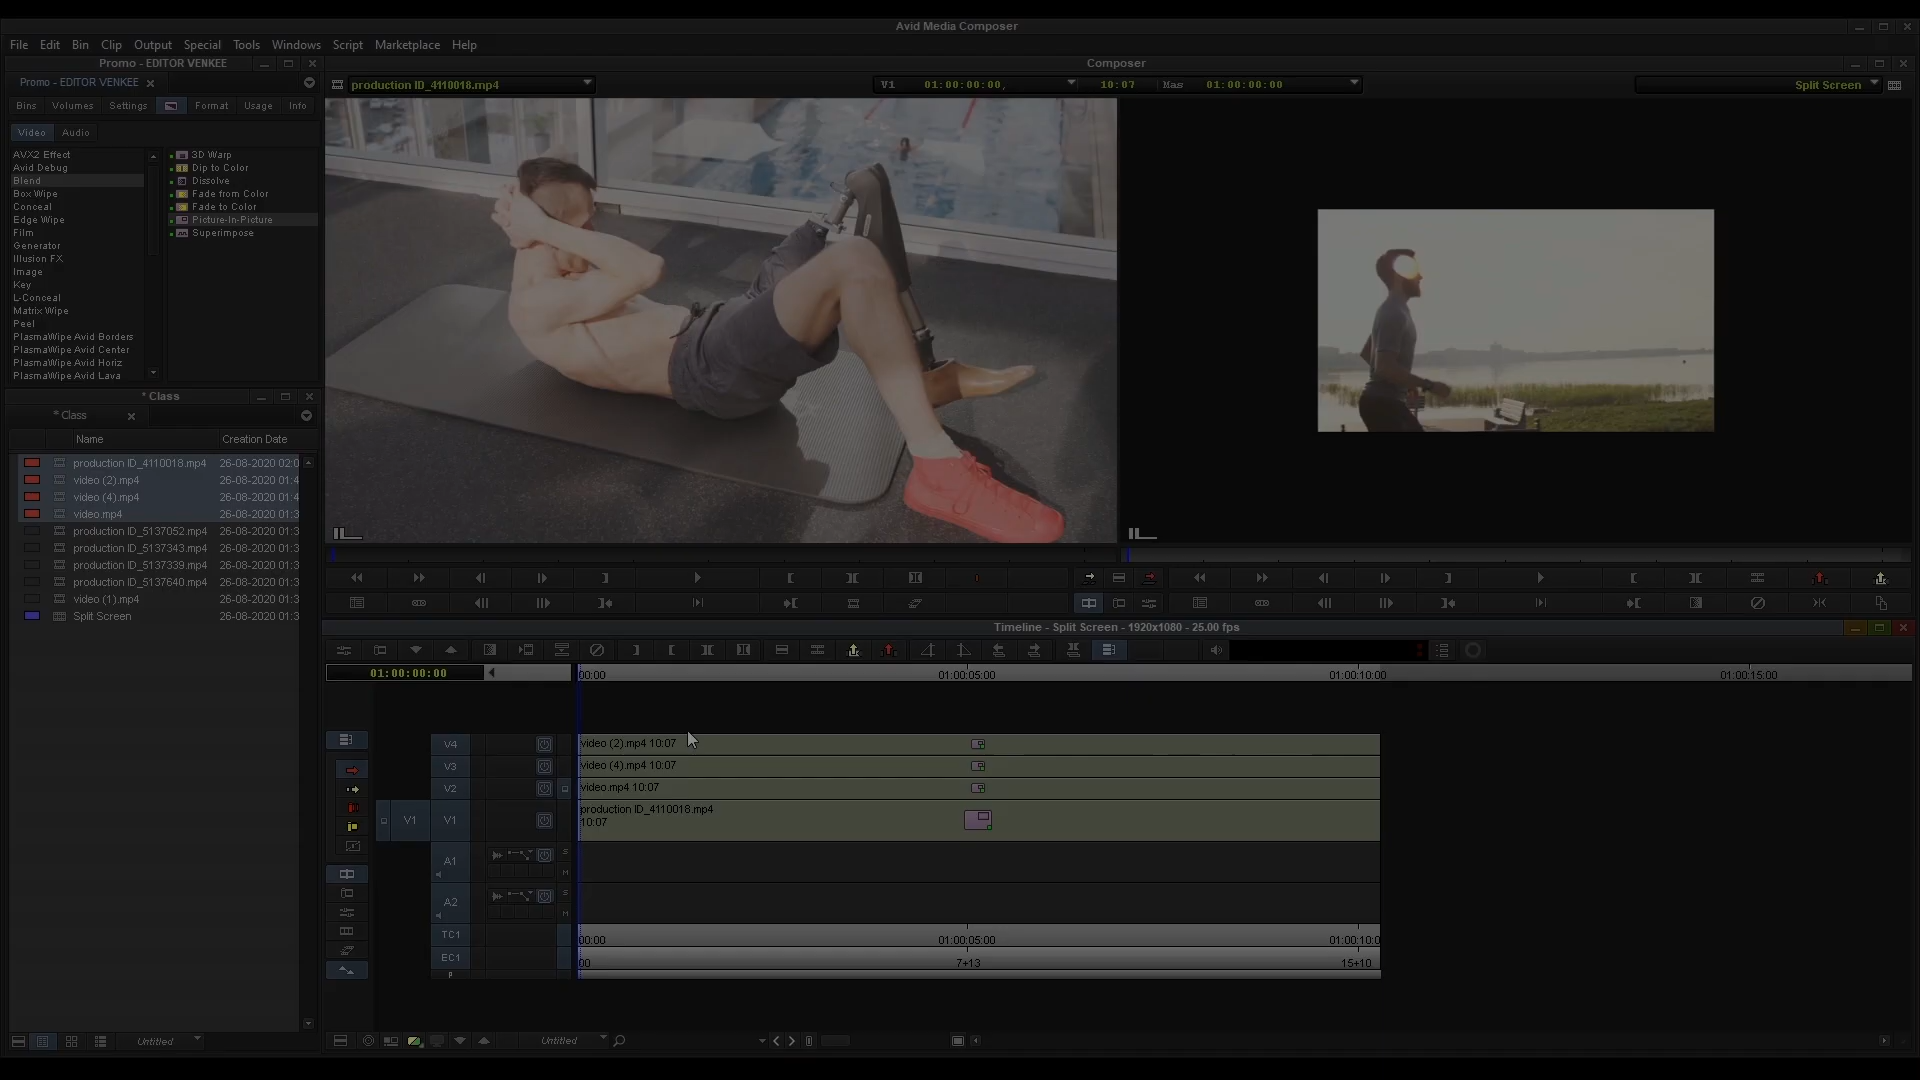 Avid Media Composer
File Edit Bin Clip Output Special Tools Windows Script Marketplace Help
Promo - EDITOR VENKEE
Composer
Promo - EDITOR VENKEE
production ID_4110018.mp4
V1 01:00:00:00, 10:07 Mas 01:00:00:00
Split Screen
Bins Volumes Settings Format Usage Info
Video Audio
AVX2 Effect
Avid Debug
Blend
Box Wipe
Conceal
Edge Wipe
Film
Generator
Illusion FX
Image
Key
L-Conceal
Matrix Wipe
Peel
PlasmaWipe Avid Borders
PlasmaWipe Avid Center
PlasmaWipe Avid Horiz
PlasmaWipe Avid Lava
3D Warp
Dip to Color
Dissolve
Fade from Color
Fade to Color
Picture-In-Picture
Superimpose
* Class
* Class
Name Creation Date
production ID_4110018.mp4 26-08-2020 02:0
video (2).mp4 26-08-2020 01:4
video (4).mp4 26-08-2020 01:4
video.mp4 26-08-2020 01:3
production ID_5137052.mp4 26-08-2020 01:3
production ID_5137343.mp4 26-08-2020 01:3
production ID_5137339.mp4 26-08-2020 01:3
production ID_5137640.mp4 26-08-2020 01:3
video (1).mp4 26-08-2020 01:3
Split Screen 26-08-2020 01:3
Untitled
Timeline - Split Screen - 1920x1080 - 25.00 fps
01:00:00:00
00:00 01:00:05:00 01:00:10:00 01:00:15:00
V4 video (2).mp4 10:07
V3 video (4).mp4 10:07
V2 video.mp4 10:07
V1 V1 production ID_4110018.mp4
10:07
A1 S
M
A2 S
M
TC1 00:00 01:00:05:00 01:00:10:0
EC1 00 7+13 15+10
Untitled